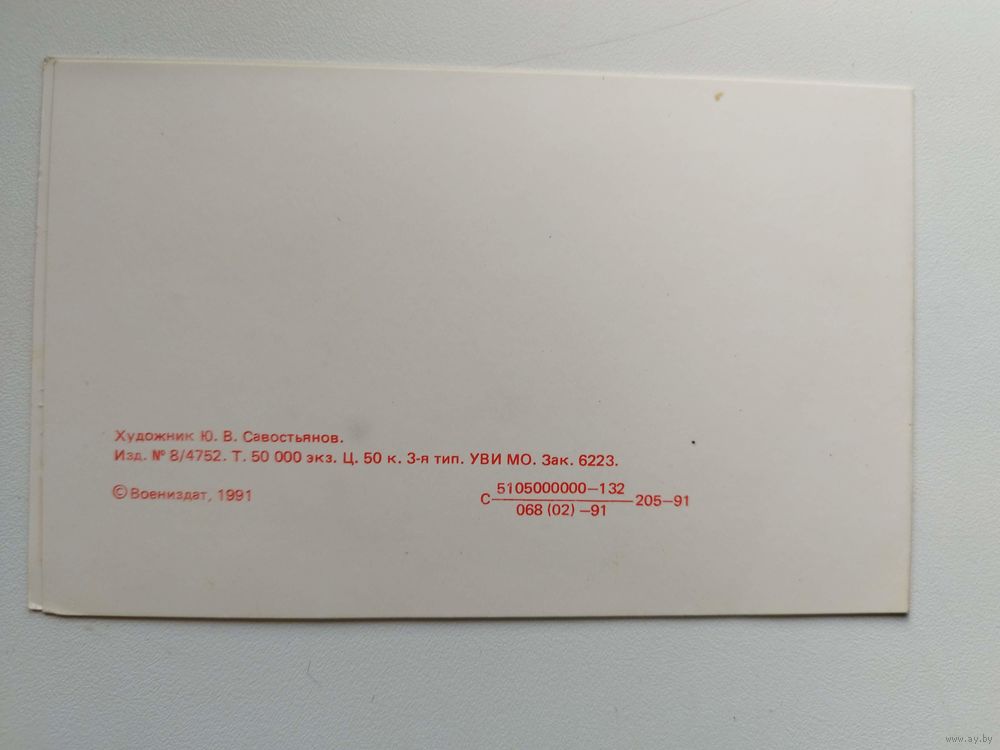 Художник Ю. В. Савостьянов.
Изд. № 8/4752. Т. 50 000 экз. Ц. 50 к. 3-я тип. УВИ МО. Зак. 6223.
© Воениздат, 1991
5105000000—132
С 205—91
068 (02) —91
www.ay.by